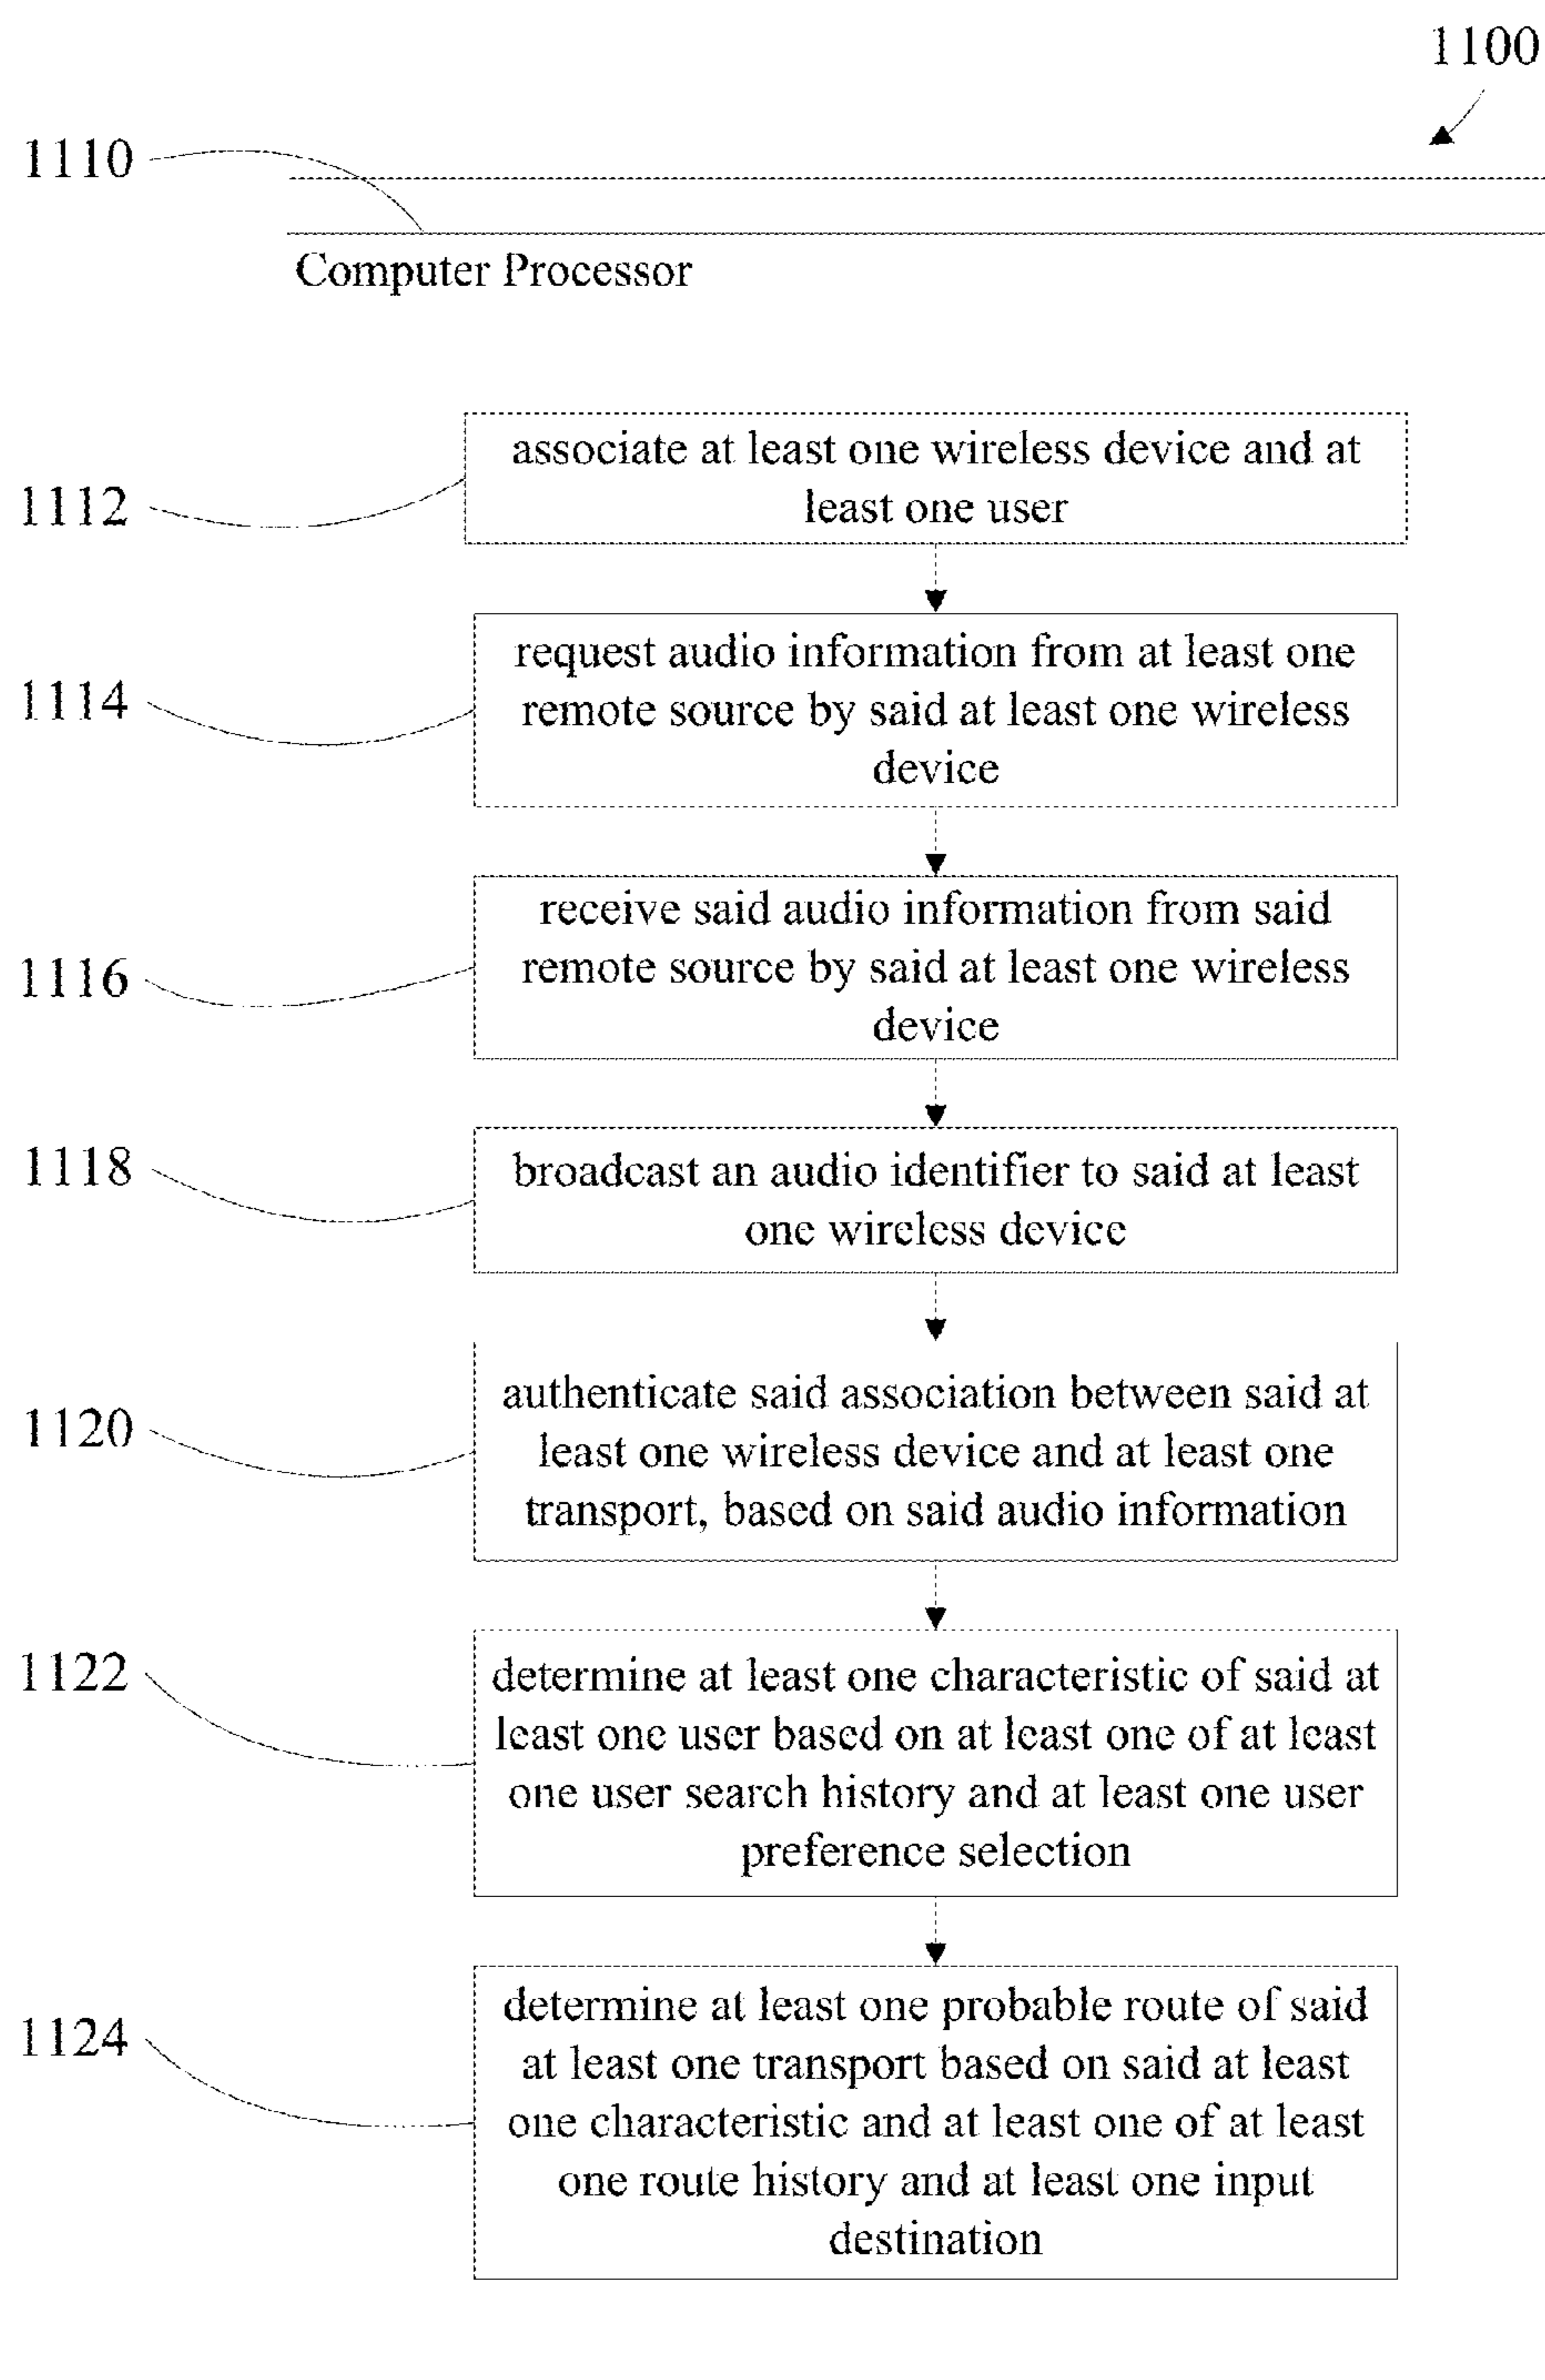 1100
1110
Computer Processor
associate at least one wireless device and at
least one user
1112
request audio information from at least one
remote source by said at least one wireless
device
1114
receive said audio information from said
remote source by said at least one wireless
device
1116
broadcast an audio identifier to said at least
one wireless device
1118
authenticate said association between said at
least one wireless device and at least one
transport, based on said audio information
1120
determine at least one characteristic of said at
least one user based on at least one of at least
one user search history and at least one user
preference selection
1122
determine at least one probable route of said
at least one transport based on said at least
one characteristic and at least one of at least
one route history and at least one input
destination
1124